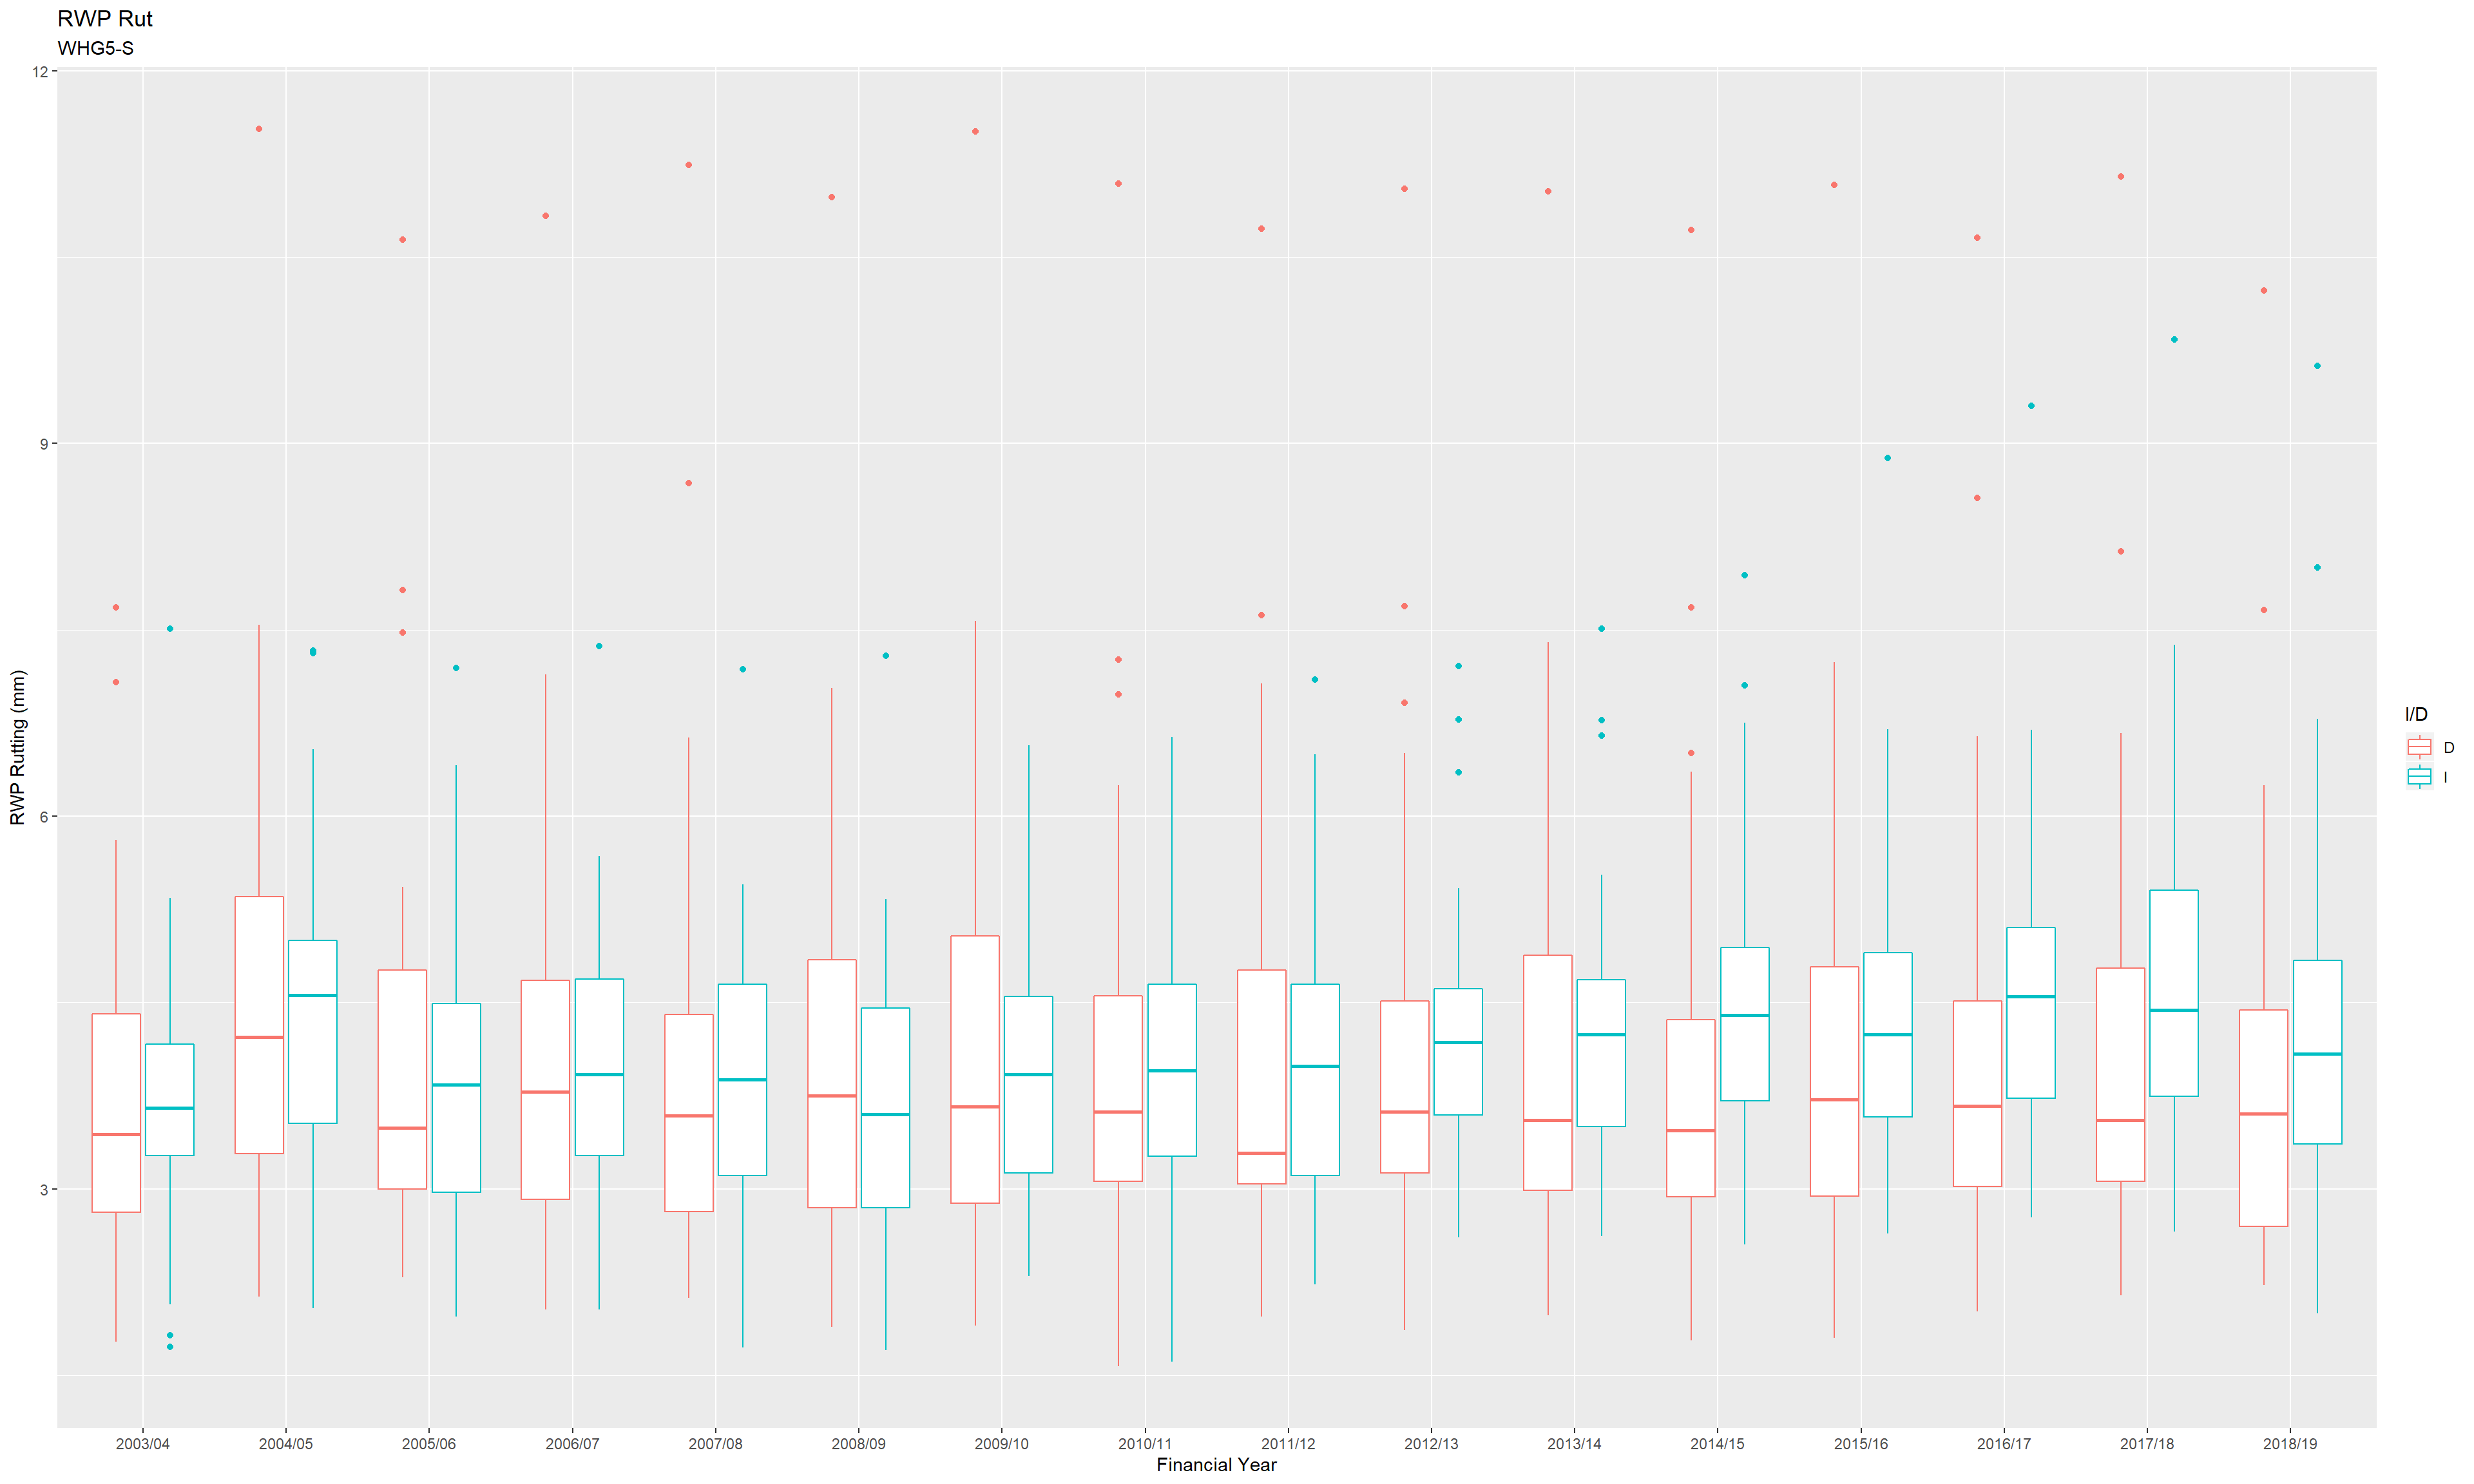 RWP Rut
WHG5-S
12
9
6
3
RWP Rutting (mm)
2003/04 2004/05 2005/06 2006/07 2007/08 2008/09 2009/10 2010/11 2011/12 2012/13 2013/14 2014/15 2015/16 2016/17 2017/18 2018/19
Financial Year
I/D
D
I